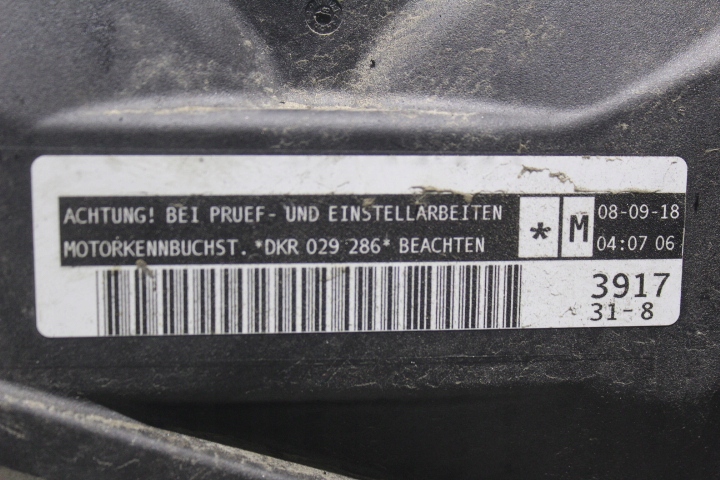 ACHTUNG! BEI PRUEF- UND EINSTELLARBEITEN
MOTORKENNBUCHST. *DKR 029 286* BEACHTEN
* M
08-09-18
04:07 06
3917
31-8